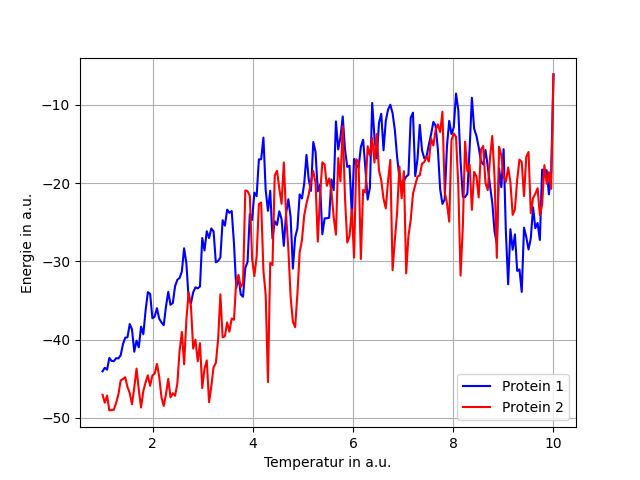 −10
−20
−30
−40
−50
Energie in a.u.
2
4
6
8
10
Temperatur in a.u.
Protein 1
Protein 2